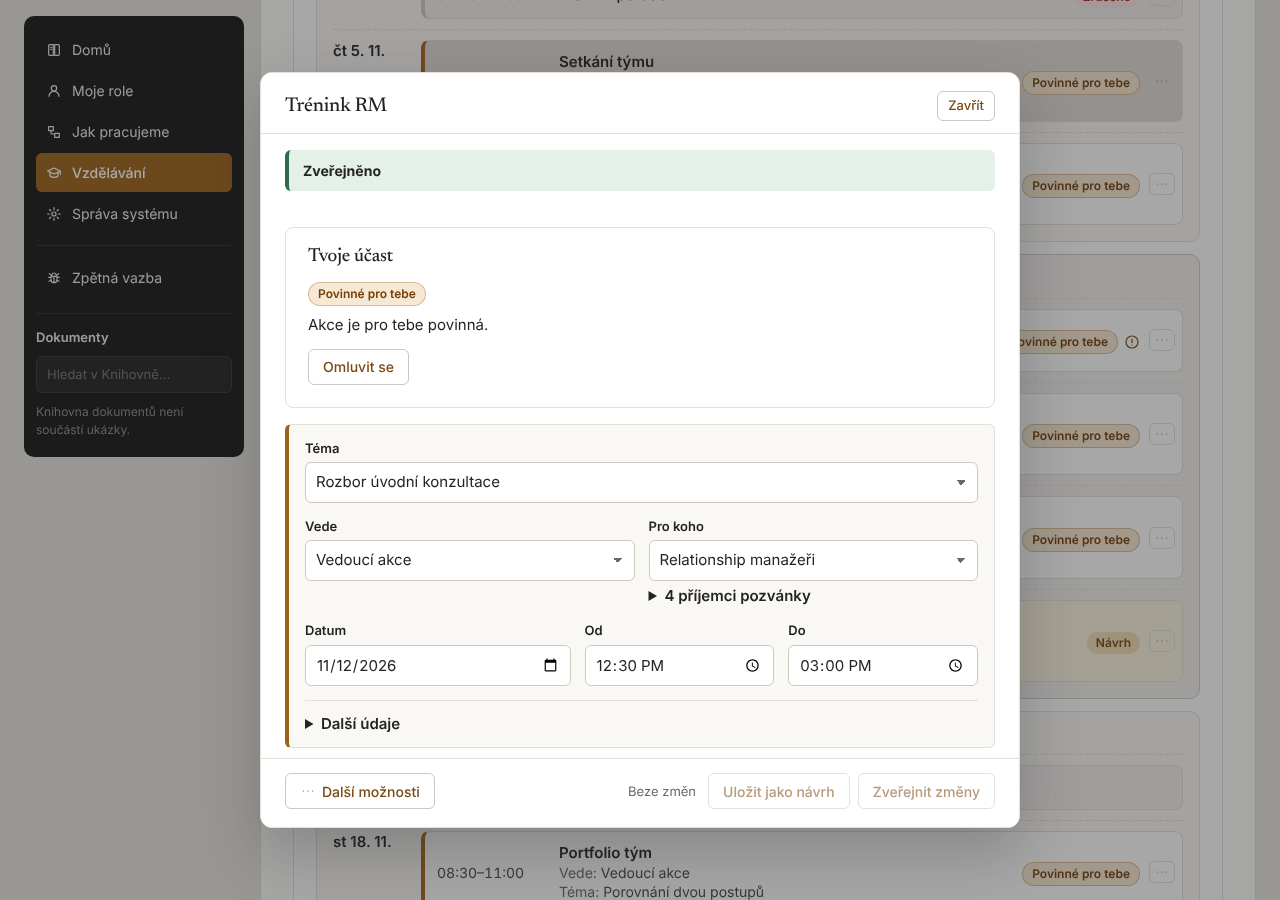 Domů
Moje role
Jak pracujeme
Vzdělávání
Správa systému
Zpětná vazba
Dokumenty
Hledat v Knihovně...
Knihovna dokumentů není
součástí ukázky.
čt 5. 11.
Setkání týmu
Povinné pro tebe
Trénink RM
Zavřít
Zveřejněno
Povinné pro tebe
Tvoje účast
Povinné pro tebe
Akce je pro tebe povinná.
Omluvit se
ovinné pro tebe
Téma
Rozbor úvodní konzultace
Povinné pro tebe
Vede
Pro koho
Vedoucí akce
Relationship manažeři
Povinné pro tebe
4 příjemci pozvánky
Datum
Od
Do
11/12/2026
12:30 PM
03:00 PM
Návrh
Další údaje
Další možnosti
Beze změn
Uložit jako návrh
Zveřejnit změny
st 18. 11.
Portfolio tým
08:30–11:00
Vede: Vedoucí akce
Povinné pro tebe
Téma: Porovnání dvou postupů